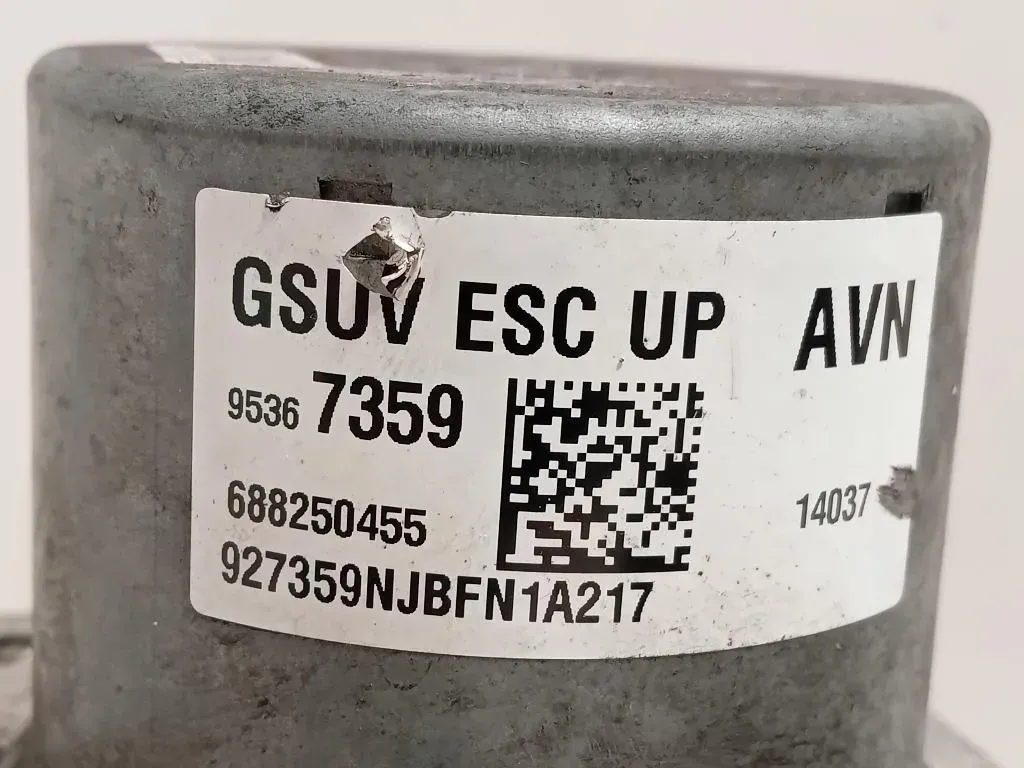 GSUV ESC UP AVN
9536 7359
14037
688250455
927359NJBFN1A217